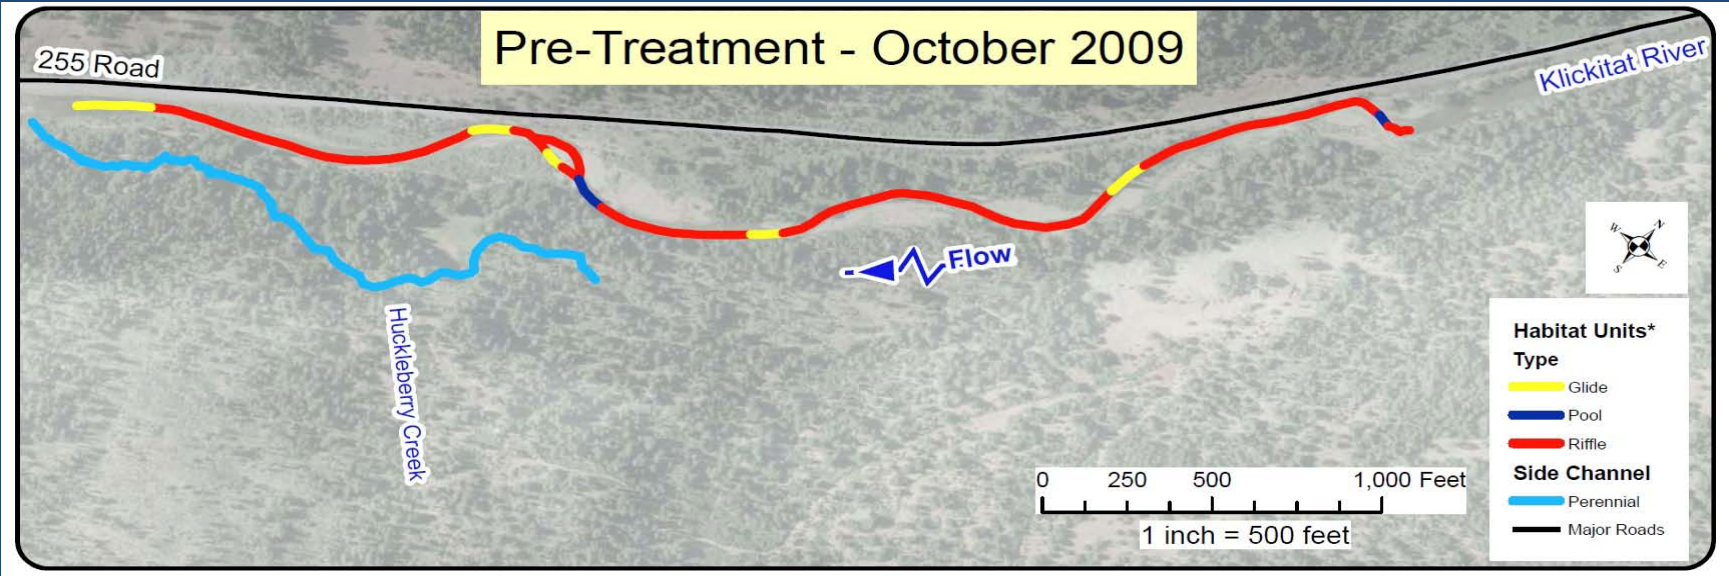 Pre-Treatment - October 2009
255 Road
Klickitat River
Flow
Huckleberry Creek
N
W
E
S
Habitat Units*
Type
Glide
Pool
Riffle
Side Channel
Perennial
Major Roads
0 250 500 1,000 Feet
1 inch = 500 feet